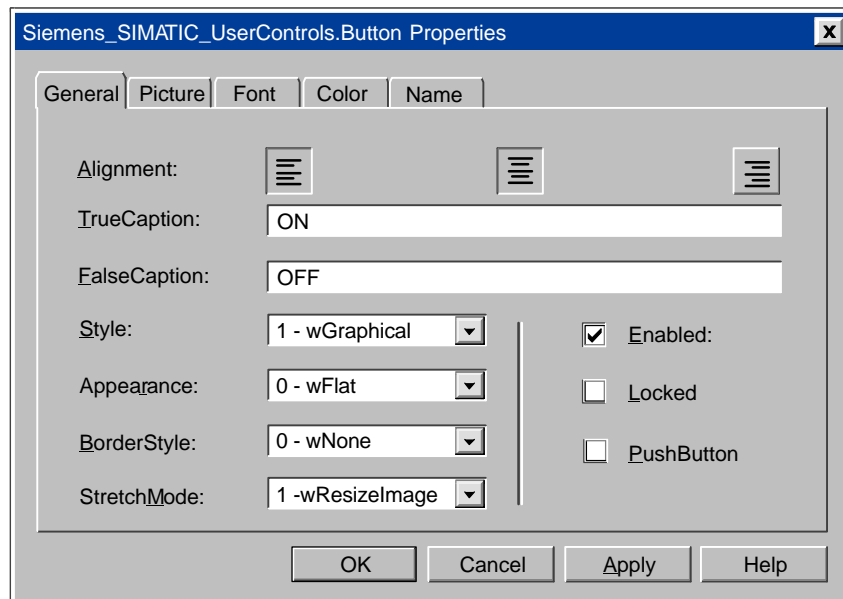 Siemens_SIMATIC_UserControls.Button Properties
General Picture Font Color Name
Alignment:
TrueCaption: ON
FalseCaption: OFF
Style: 1 - wGraphical
Enabled:
Appearance: 0 - wFlat
Locked
BorderStyle: 0 - wNone
PushButton
StretchMode: 1 -wResizeImage
OK Cancel Apply Help